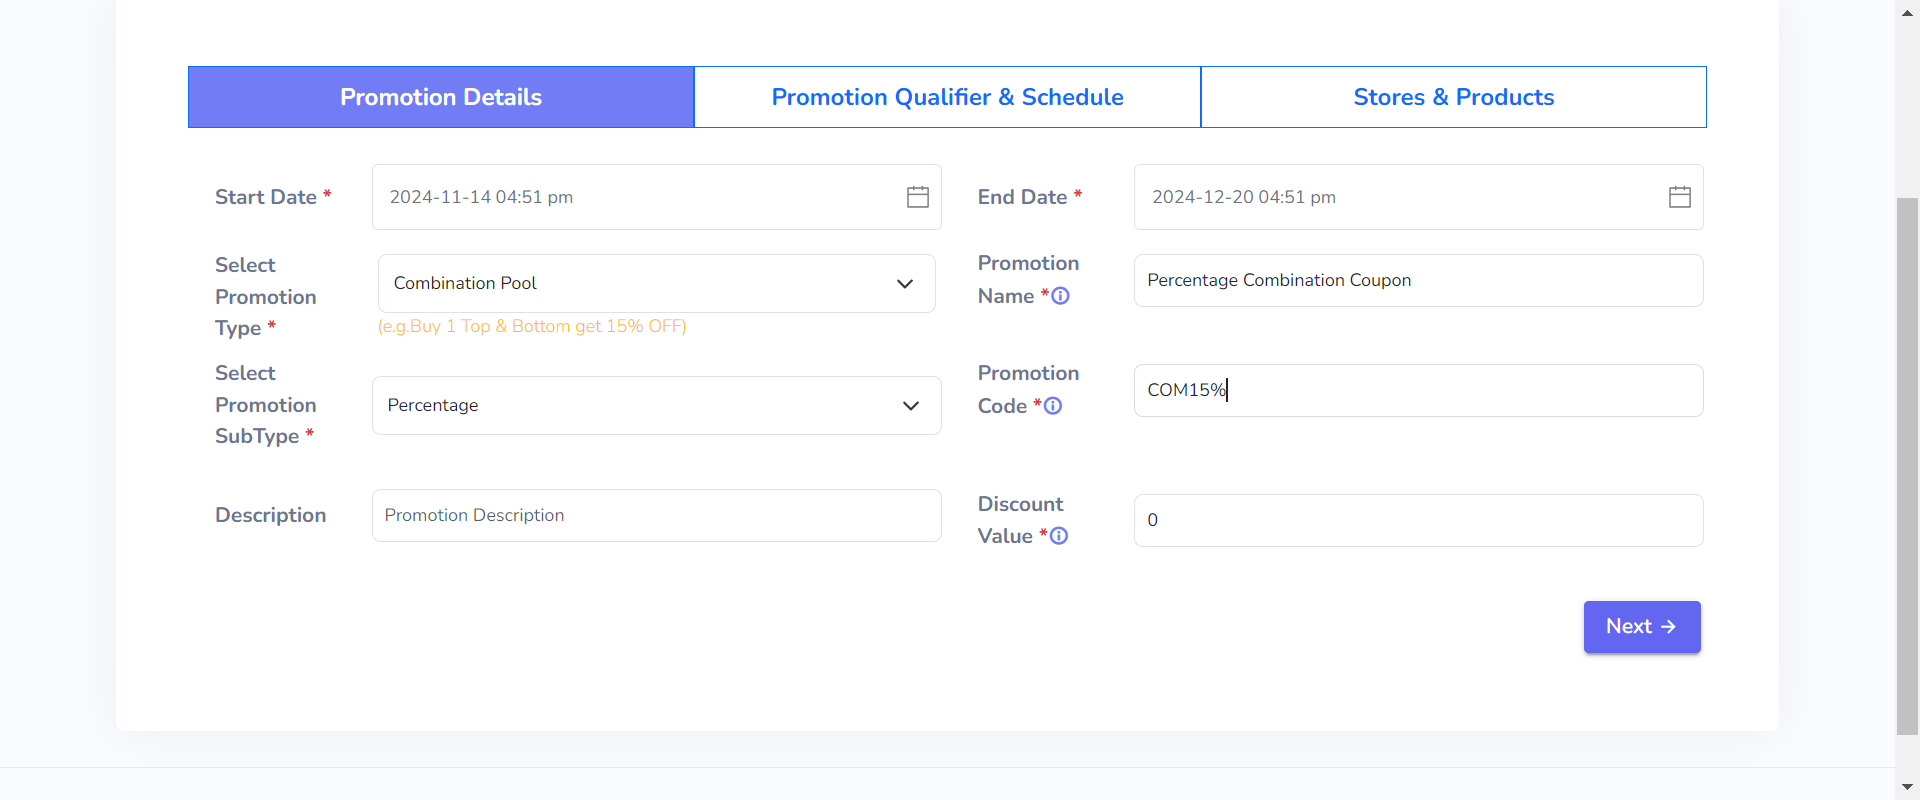 Promotion Details
Promotion Qualifier & Schedule
Stores & Products
Start Date *
2024-11-14 04:51 pm
End Date *
2024-12-20 04:51 pm
Select
Promotion
Type *
Combination Pool
(e.g.Buy 1 Top & Bottom get 15% OFF)
Promotion
Name *
Percentage Combination Coupon
Select
Promotion
SubType *
Percentage
Promotion
Code *
COM15%
Description
Promotion Description
Discount
Value *
0
Next →